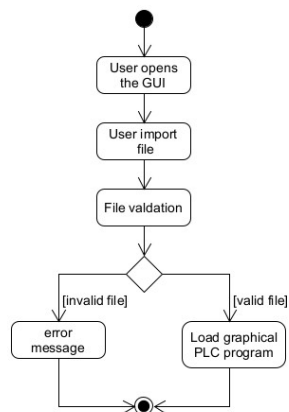 User opens
the GUI
User import
file
File valdation
[invalid file]
[valid file]
error
message
Load graphical
PLC program